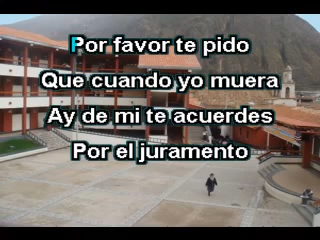 Por favor te pido
Que cuando yo muera
Ay de mi te acuerdes
Por el juramento